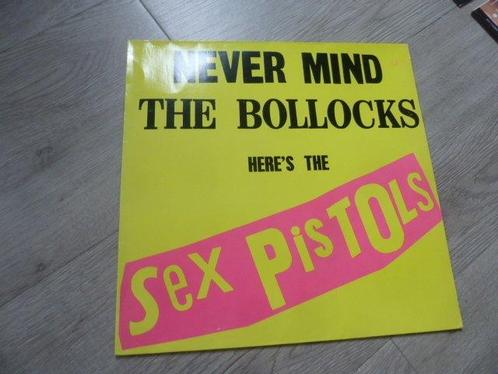 NEVER MIND
THE BOLLOCKS
HERE'S THE
Sex PisTOLs